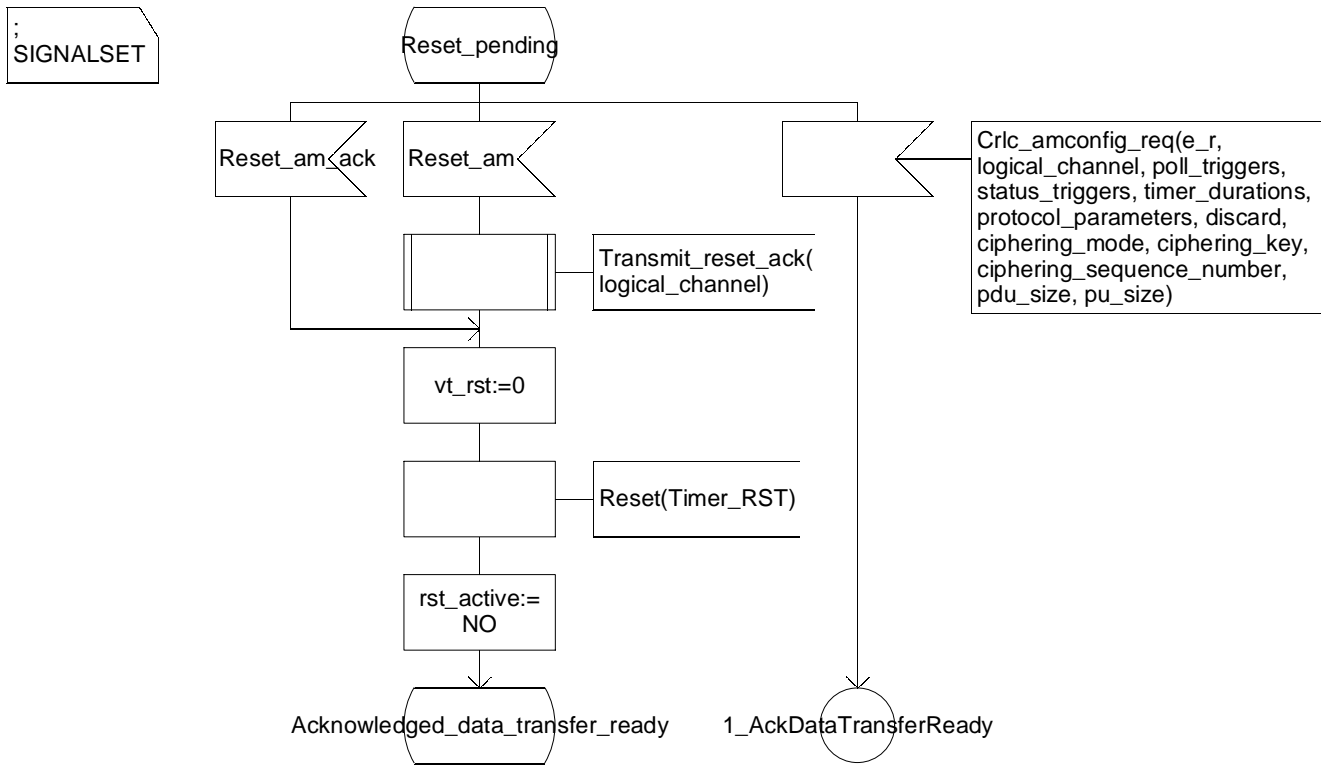 ;
SIGNALSET
Reset_pending
Reset_am_ack
Reset_am
Crlc_amconfig_req(e_r,
logical_channel, poll_triggers,
status_triggers, timer_durations,
protocol_parameters, discard,
ciphering_mode, ciphering_key,
ciphering_sequence_number,
pdu_size, pu_size)
Transmit_reset_ack(
logical_channel)
vt_rst:=0
Reset(Timer_RST)
rst_active:=
NO
Acknowledged_data_transfer_ready
1_AckDataTransferReady